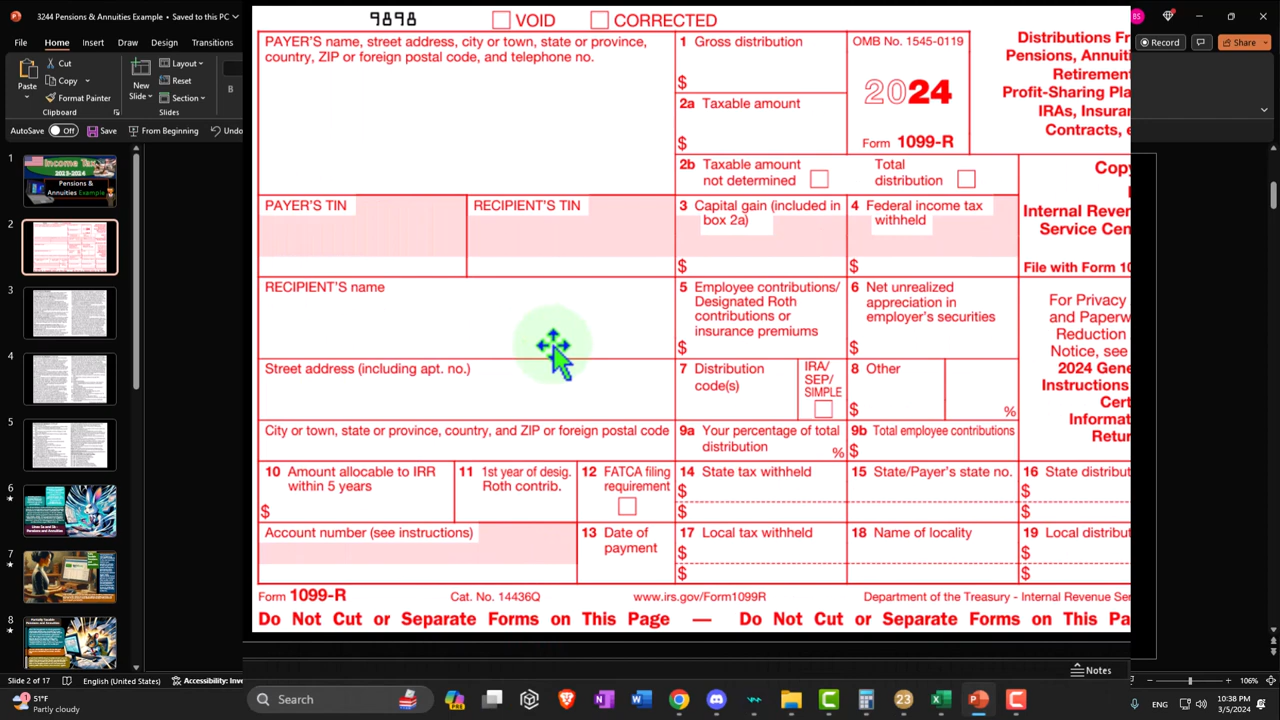 3244 Pensions & Annuities Example • Saved to this PC
BS
File Home Insert Draw Design
Record Share
Cut
Copy
Format Painter
Paste
Clipboard
New Slide
Layout
Reset
Section
Slides
B
AutoSave Off Save From Beginning Undo
1
2
3
4
5
6
7
8
Income Tax
2023-2024
Pensions &
Annuities Example
9898 VOID CORRECTED
PAYER'S name, street address, city or town, state or province,
country, ZIP or foreign postal code, and telephone no.
1 Gross distribution
$
2a Taxable amount
$
OMB No. 1545-0119
2024
Form 1099-R
Distributions Fr
Pensions, Annuiti
Retirement
Profit-Sharing Pla
IRAs, Insuran
Contracts, e
2b Taxable amount
not determined
Total
distribution
Copy
Internal Reven
Service Cen
File with Form 10
PAYER'S TIN
RECIPIENT'S TIN
3 Capital gain (included in
box 2a)
$
4 Federal income tax
withheld
$
RECIPIENT'S name
5 Employee contributions/
Designated Roth
contributions or
insurance premiums
$
6 Net unrealized
appreciation in
employer's securities
$
For Privacy
and Paperw
Reduction
Notice, see
2024 Gene
Instructions
Cert
Informat
Retur
Street address (including apt. no.)
7 Distribution
code(s)
IRA/
SEP/
SIMPLE
8 Other
$
%
City or town, state or province, country, and ZIP or foreign postal code
9a Your percentage of total
distribution
%
9b Total employee contributions
$
10 Amount allocable to IRR
within 5 years
$
11 1st year of desig.
Roth contrib.
12 FATCA filing
requirement
14 State tax withheld
$
$
15 State/Payer's state no.
16 State distribut
$
$
Account number (see instructions)
13 Date of
payment
17 Local tax withheld
$
$
18 Name of locality
19 Local distribut
$
$
Form 1099-R Cat. No. 14436Q www.irs.gov/Form1099R Department of the Treasury - Internal Revenue Ser
Do Not Cut or Separate Forms on This Page — Do Not Cut or Separate Forms on This Pa
Notes
Slide 2 of 17 English (United States) Accessibility: Inve
106%
51°F
Partly cloudy
Search
23
10:38 PM
3/5/2024